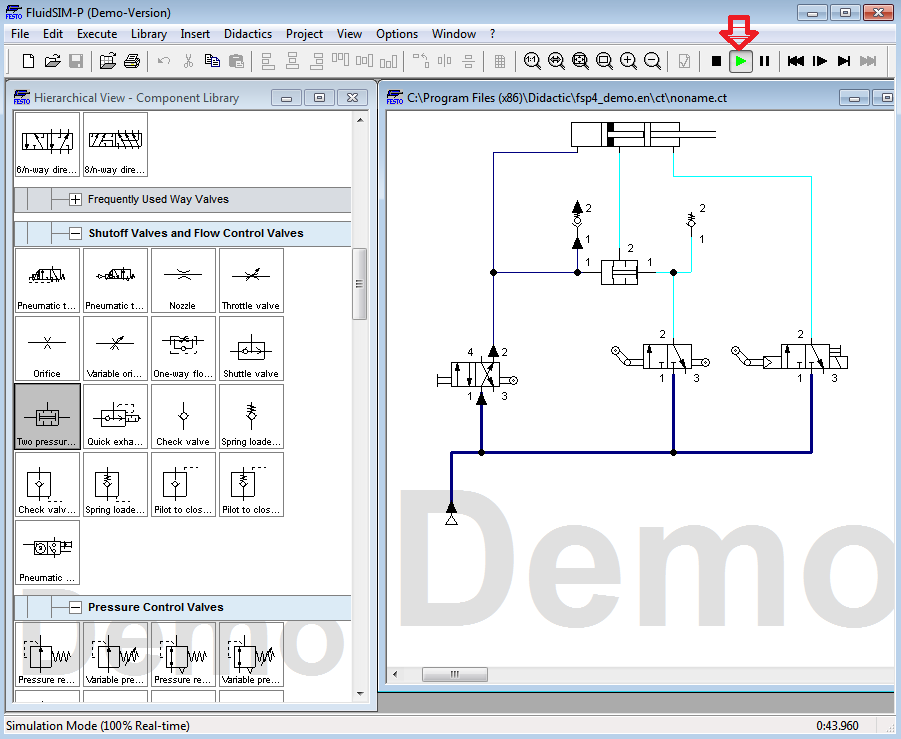 FESTO FluidSIM-P (Demo-Version)
File Edit Execute Library Insert Didactics Project View Options Window ?
FESTO Hierarchical View - Component Library
FESTO C:\Program Files (x86)\Didactic\fsp4_demo.en\ct\noname.ct
6/n-way dire... 8/n-way dire...
Frequently Used Way Valves
Shutoff Valves and Flow Control Valves
Pneumatic t... Pneumatic t... Nozzle Throttle valve
Orifice Variable ori... One-way flo... Shuttle valve
Two pressur... Quick exha... Check valve Spring loade...
Check valv... Spring loade... Pilot to clos... Pilot to clos...
Pneumatic ...
Pressure Control Valves
Pressure re... Variable pre... Pressure re... Variable pre...
Demo
2 2
1 1
1 2 1
4 2 2 2
1 3 1 3 1 3
Demo
Simulation Mode (100% Real-time) 0:43.960